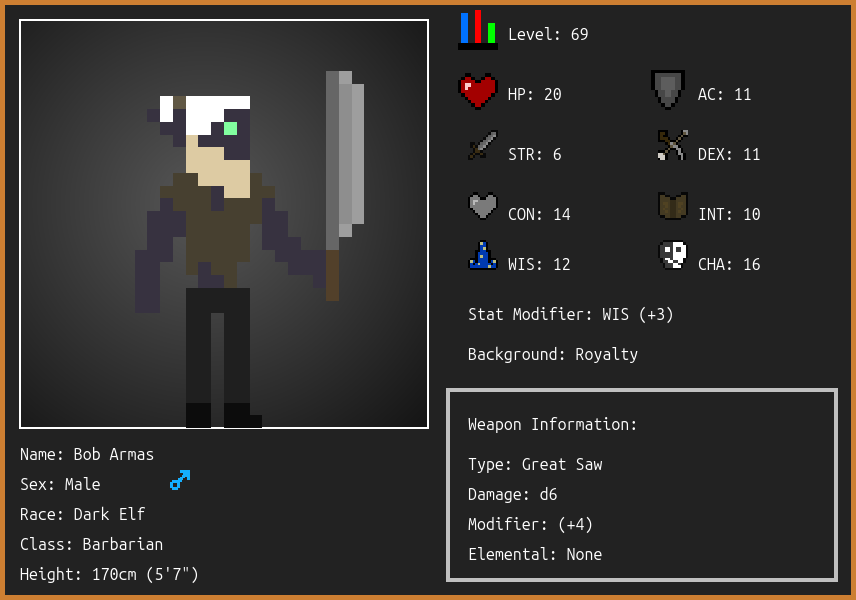 Level: 69
HP: 20
AC: 11
STR: 6
DEX: 11
CON: 14
INT: 10
WIS: 12
CHA: 16
Stat Modifier: WIS (+3)
Background: Royalty
Weapon Information:
Type: Great Saw
Damage: d6
Modifier: (+4)
Elemental: None
Name: Bob Armas
Sex: Male
Race: Dark Elf
Class: Barbarian
Height: 170cm (5'7")